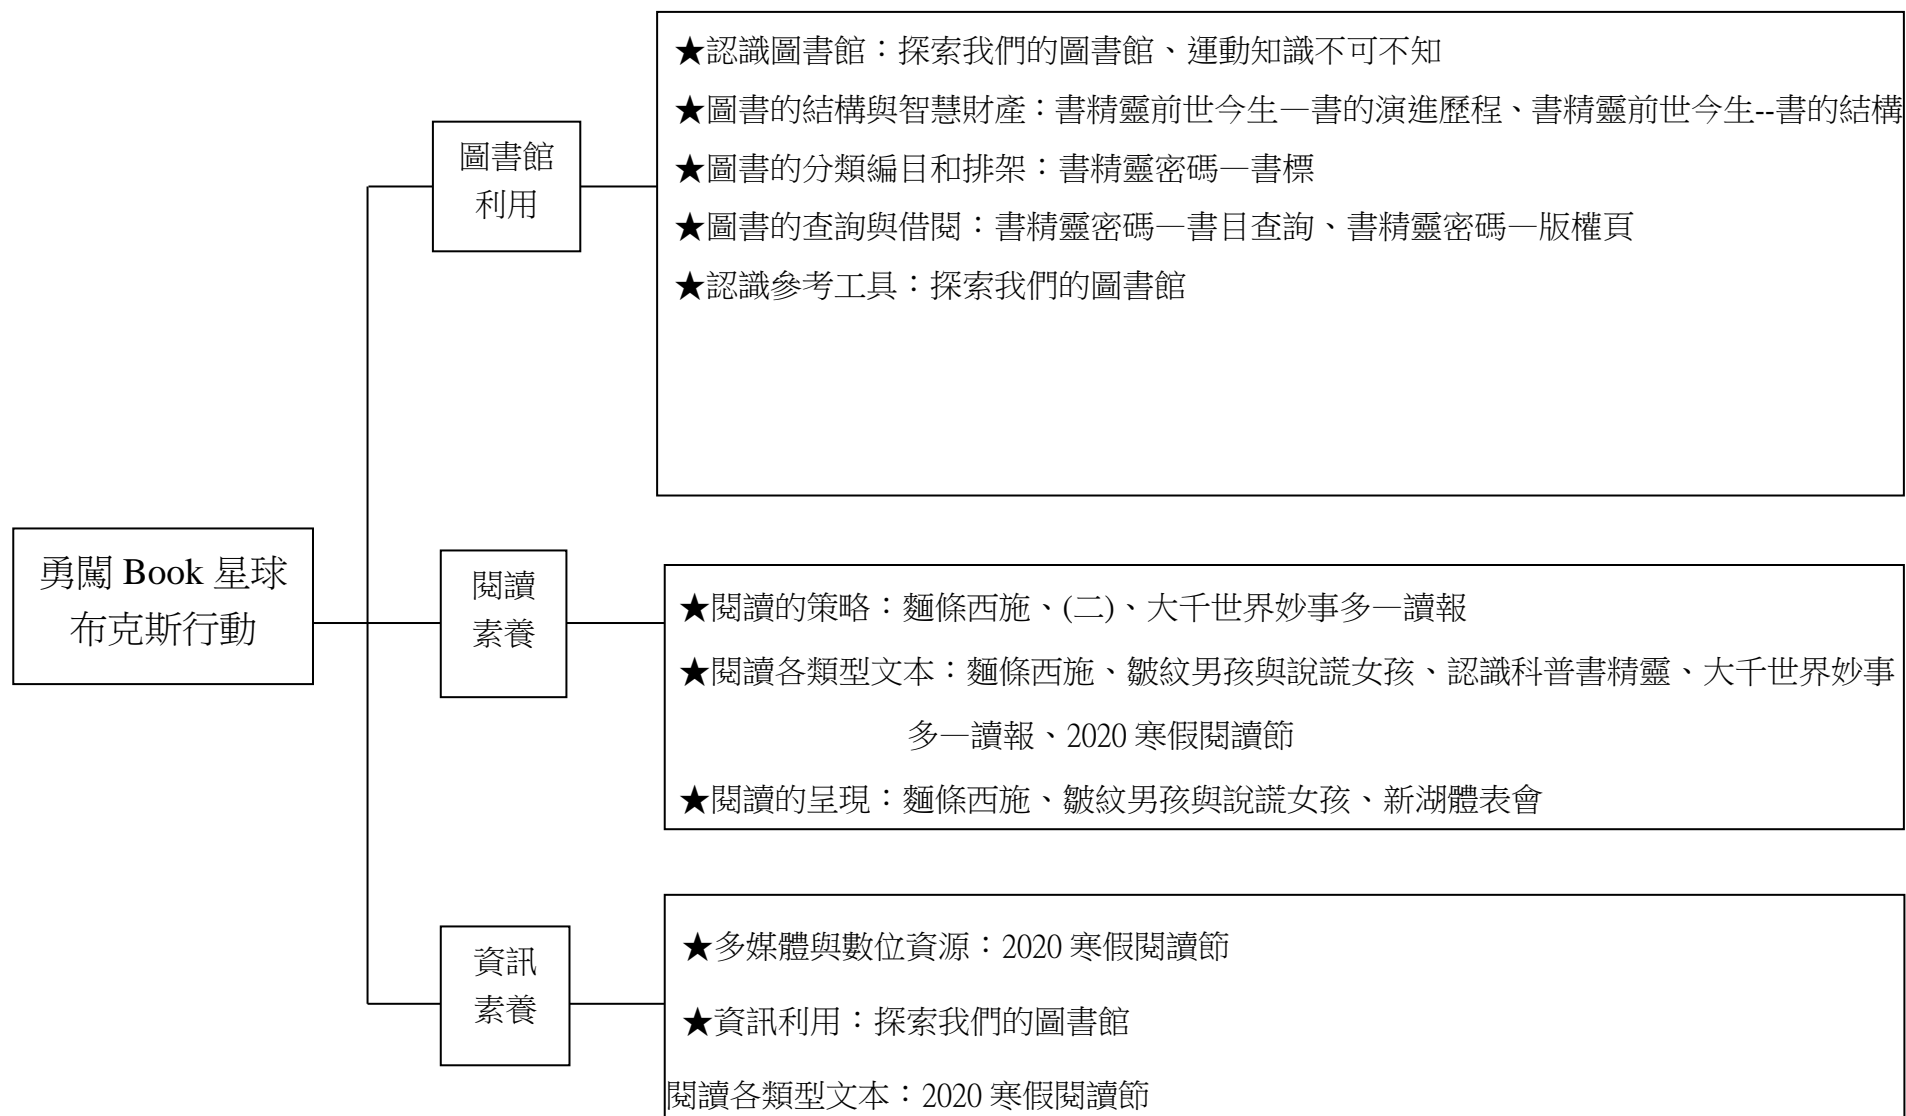 勇闖 Book 星球
布克斯行動
圖書館
利用
★認識圖書館：探索我們的圖書館、運動知識不可不知
★圖書的結構與智慧財產：書精靈前世今生—書的演進歷程、書精靈前世今生--書的結構
★圖書的分類編目和排架：書精靈密碼—書標
★圖書的查詢與借閱：書精靈密碼—書目查詢、書精靈密碼—版權頁
★認識參考工具：探索我們的圖書館
閱讀
素養
★閱讀的策略：麵條西施、(二)、大千世界妙事多—讀報
★閱讀各類型文本：麵條西施、皺紋男孩與說謊女孩、認識科普書精靈、大千世界妙事
多—讀報、2020 寒假閱讀節
★閱讀的呈現：麵條西施、皺紋男孩與說謊女孩、新湖體表會
資訊
素養
★多媒體與數位資源：2020 寒假閱讀節
★資訊利用：探索我們的圖書館
閱讀各類型文本：2020 寒假閱讀節